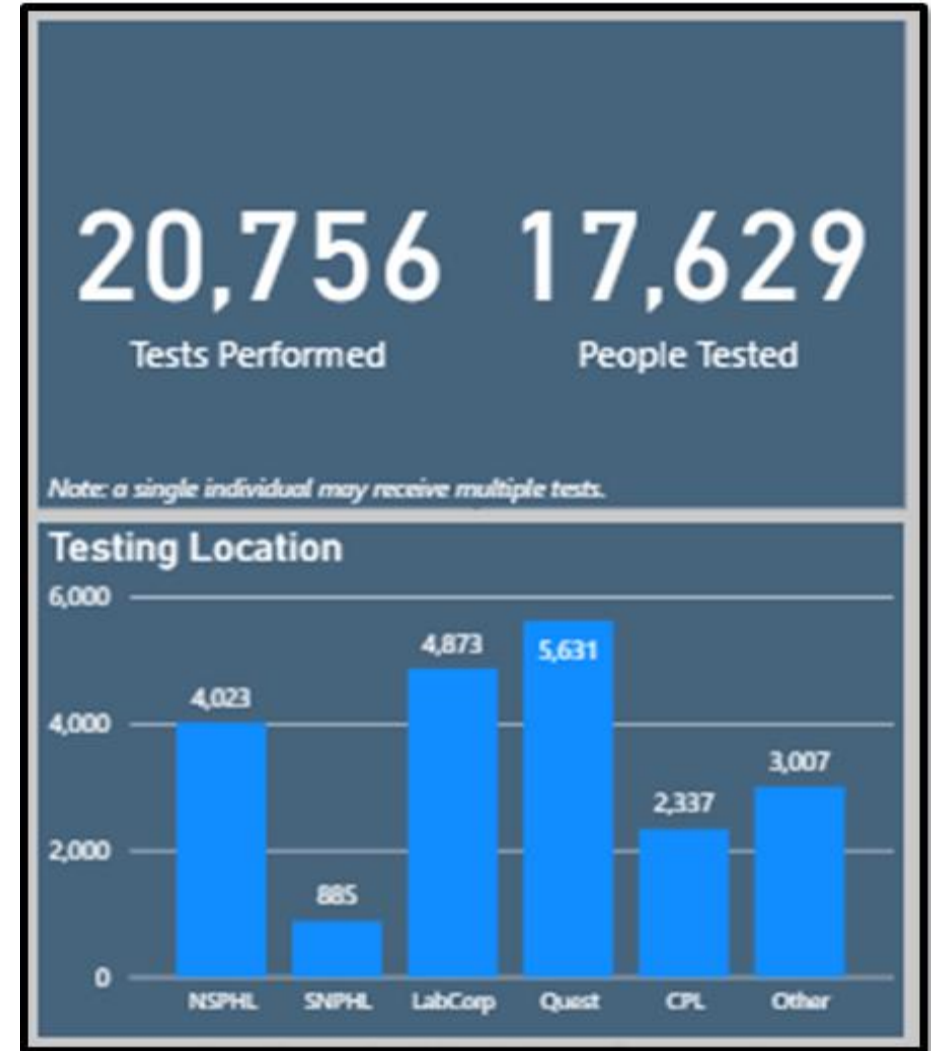 20,756 17,629
Tests Performed People Tested
Note: a single individual may receive multiple tests.
Testing Location
6,000
4,873
5,631
4,023
4,000
3,007
2,337
2,000
885
0
NSPHL SNPHL LabCorp Quest CPL Other